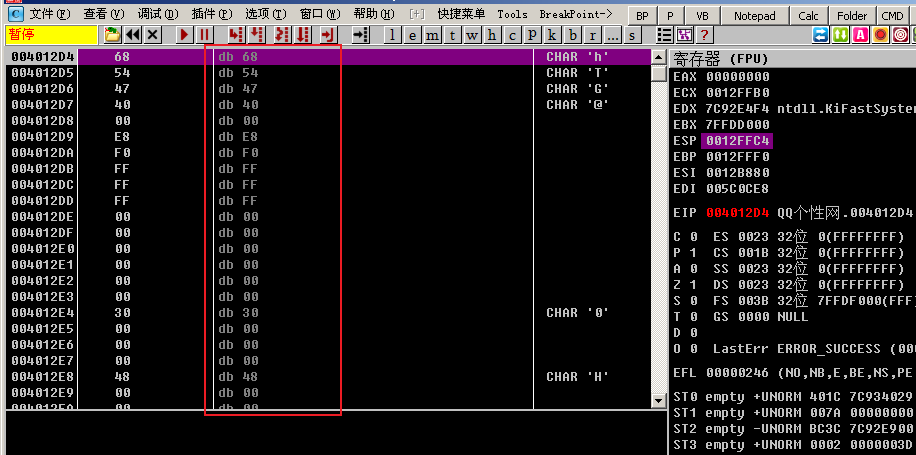 文件(F) 查看(V) 调试(D) 插件(P) 选项(T) 窗口(W) 帮助(H) [+] 快捷菜单 Tools BreakPoint-> BP P VB Notepad Calc Folder CMD
暂停 l e m t w h c p k b r ... s ?
004012D4 68 db 68 CHAR 'h'
004012D5 54 db 54 CHAR 'T'
004012D6 47 db 47 CHAR 'G'
004012D7 40 db 40 CHAR '@'
004012D8 00 db 00
004012D9 E8 db E8
004012DA F0 db F0
004012DB FF db FF
004012DC FF db FF
004012DD FF db FF
004012DE 00 db 00
004012DF 00 db 00
004012E0 00 db 00
004012E1 00 db 00
004012E2 00 db 00
004012E3 00 db 00
004012E4 30 db 30 CHAR '0'
004012E5 00 db 00
004012E6 00 db 00
004012E7 00 db 00
004012E8 48 db 48 CHAR 'H'
004012E9 00 db 00
004012EA 00 db 00
寄存器 (FPU)
EAX 00000000
ECX 0012FFB0
EDX 7C92E4F4 ntdll.KiFastSystem
EBX 7FFDD000
ESP 0012FFC4
EBP 0012FFF0
ESI 0012B880
EDI 005C0CE8
EIP 004012D4 QQ个性网.004012D4
C 0 ES 0023 32位 0(FFFFFFFF)
P 1 CS 001B 32位 0(FFFFFFFF)
A 0 SS 0023 32位 0(FFFFFFFF)
Z 1 DS 0023 32位 0(FFFFFFFF)
S 0 FS 003B 32位 7FFDF000(FFF)
T 0 GS 0000 NULL
D 0
O 0 LastErr ERROR_SUCCESS (000
EFL 00000246 (NO,NB,E,BE,NS,PE
ST0 empty +UNORM 401C 7C934029
ST1 empty +UNORM 007A 00000000
ST2 empty -UNORM BC3C 7C92E900
ST3 empty +UNORM 0002 0000003D